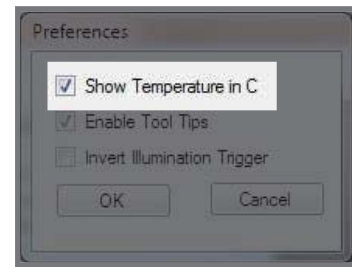 Preferences
Show Temperature in C
Enable Tool Tips
Invert Illumination Trigger
OK Cancel